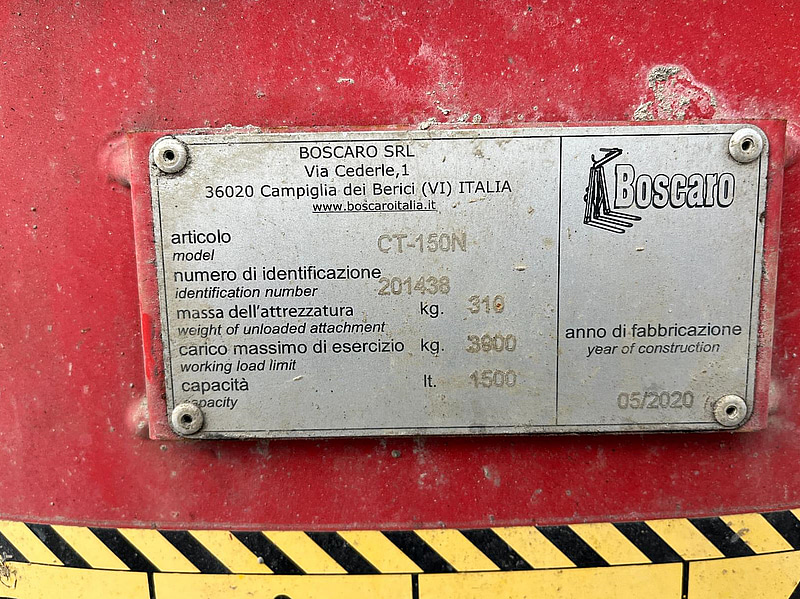 BOSCARO SRL
Via Cederle,1
36020 Campiglia dei Berici (VI) ITALIA
www.boscaroitalia.it
articolo
model CT-150N
numero di identificazione
identification number 201438
massa dell'attrezzatura kg. 310
weight of unloaded attachment
carico massimo di esercizio kg. 3800
working load limit
capacità lt. 1500
capacity
Boscaro
anno di fabbricazione
year of construction
05/2020